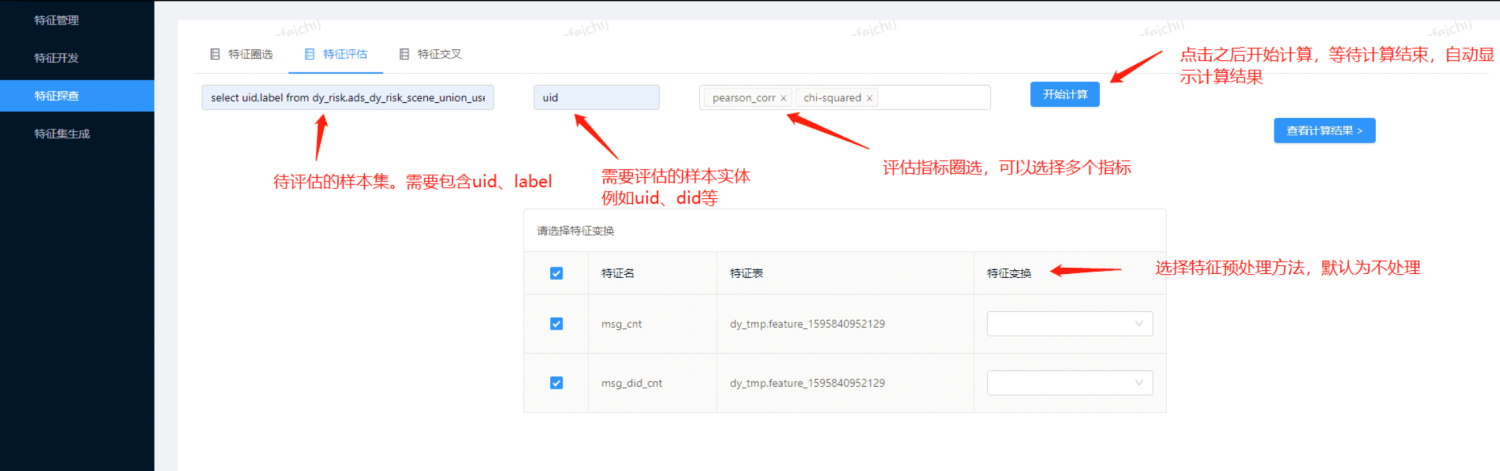 特征管理
特征开发
特征探查
特征集生成
-feichi)
-feichi)
-feichi)
特征圈选
特征评估
特征交叉
点击之后开始计算，等待计算结束，自动显
示计算结果
select uid.label from dy_risk.ads_dy_risk_scene_union_use
uid
pearson_corr x
chi-squared x
开始计算
查看计算结果 >
待评估的样本集。需要包含uid、label
需要评估的样本实体
例如uid、did等
评估指标圈选，可以选择多个指标
请选择特征变换
特征名
特征表
特征变换
选择特征预处理方法，默认为不处理
msg_cnt
dy_tmp.feature_1595840952129
msg_did_cnt
dy_tmp.feature_1595840952129